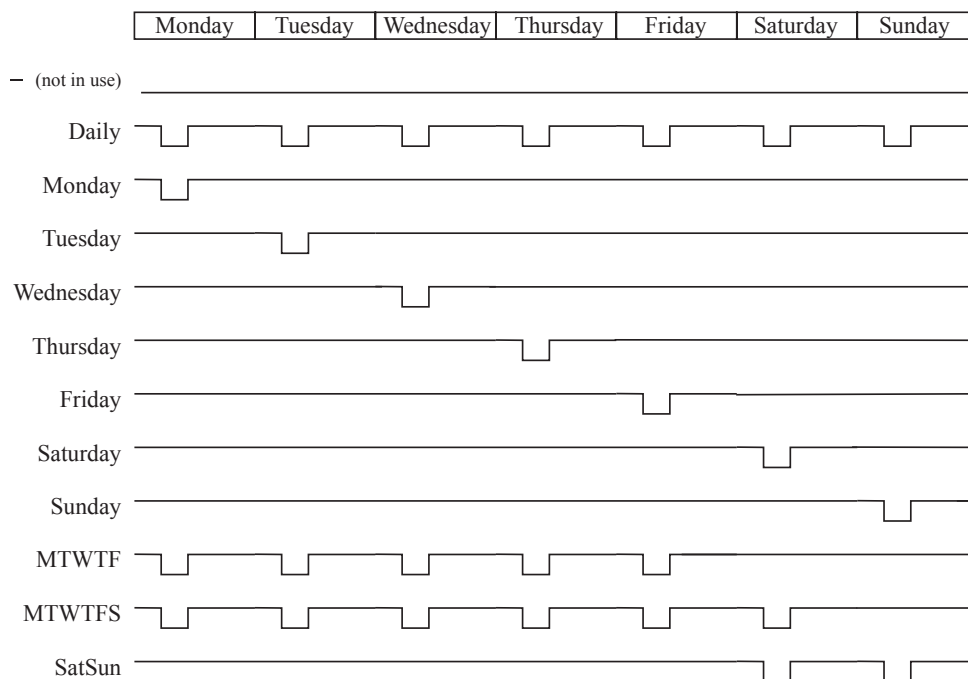 Monday Tuesday Wednesday Thursday Friday Saturday Sunday
– (not in use)
Daily
Monday
Tuesday
Wednesday
Thursday
Friday
Saturday
Sunday
MTWTF
MTWTFS
SatSun